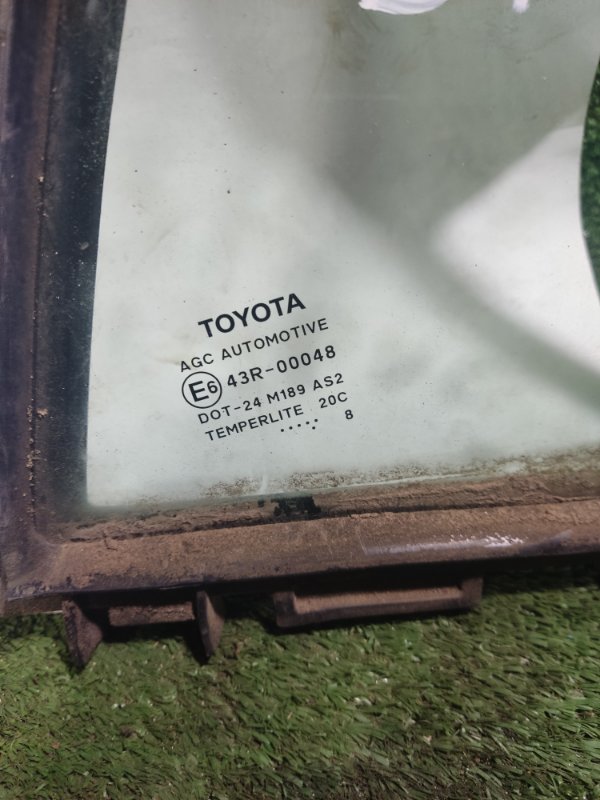 TOYOTA
AGC AUTOMOTIVE
E6 43R-00048
DOT-24 M189 AS2
TEMPERLITE 20C
..... 8